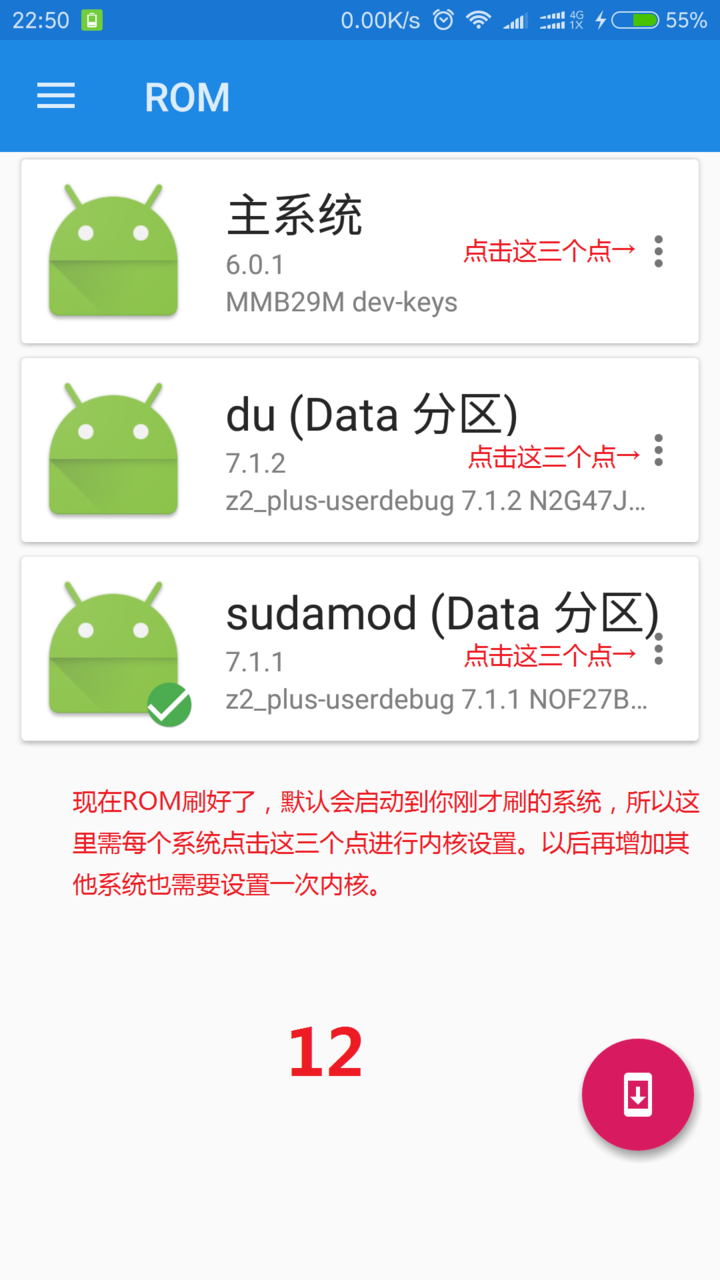 22:50 0.00K/s 4G 1X 55%
ROM
主系统
6.0.1
点击这三个点→
MMB29M dev-keys
du (Data 分区)
7.1.2
点击这三个点→
z2_plus-userdebug 7.1.2 N2G47J...
sudamod (Data 分区)
7.1.1
点击这三个点→
z2_plus-userdebug 7.1.1 NOF27B...
现在ROM刷好了，默认会启动到你刚才刷的系统，所以这
里需每个系统点击这三个点进行内核设置。以后再增加其
他系统也需要设置一次内核。
12